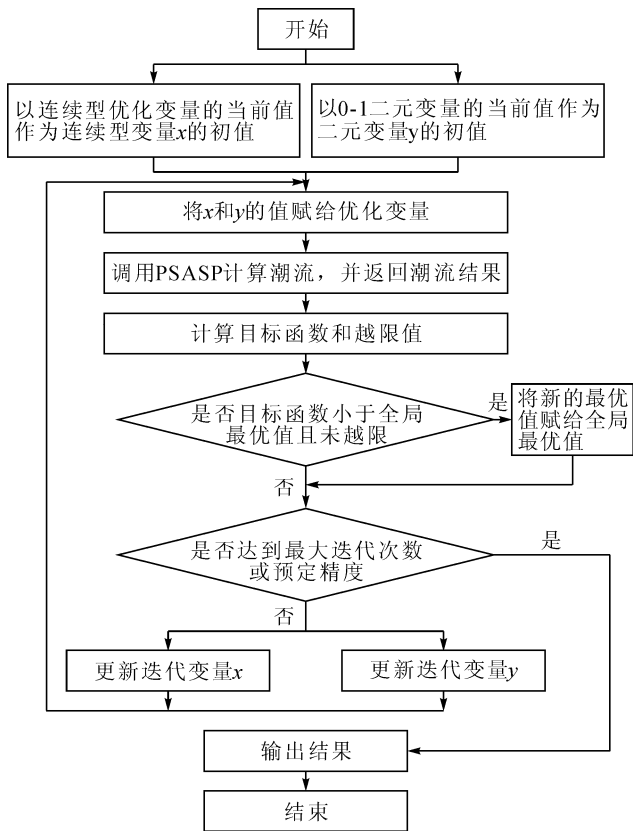 开始
以连续型优化变量的当前值
作为连续型变量x的初值
以0-1二元变量的当前值作为
二元变量y的初值
将x和y的值赋给优化变量
调用PSASP计算潮流，并返回潮流结果
计算目标函数和越限值
是否目标函数小于全局
最优值且未越限
是
将新的最优
值赋给全局
最优值
否
是否达到最大迭代次数
或预定精度
是
否
更新迭代变量x
更新迭代变量y
输出结果
结束